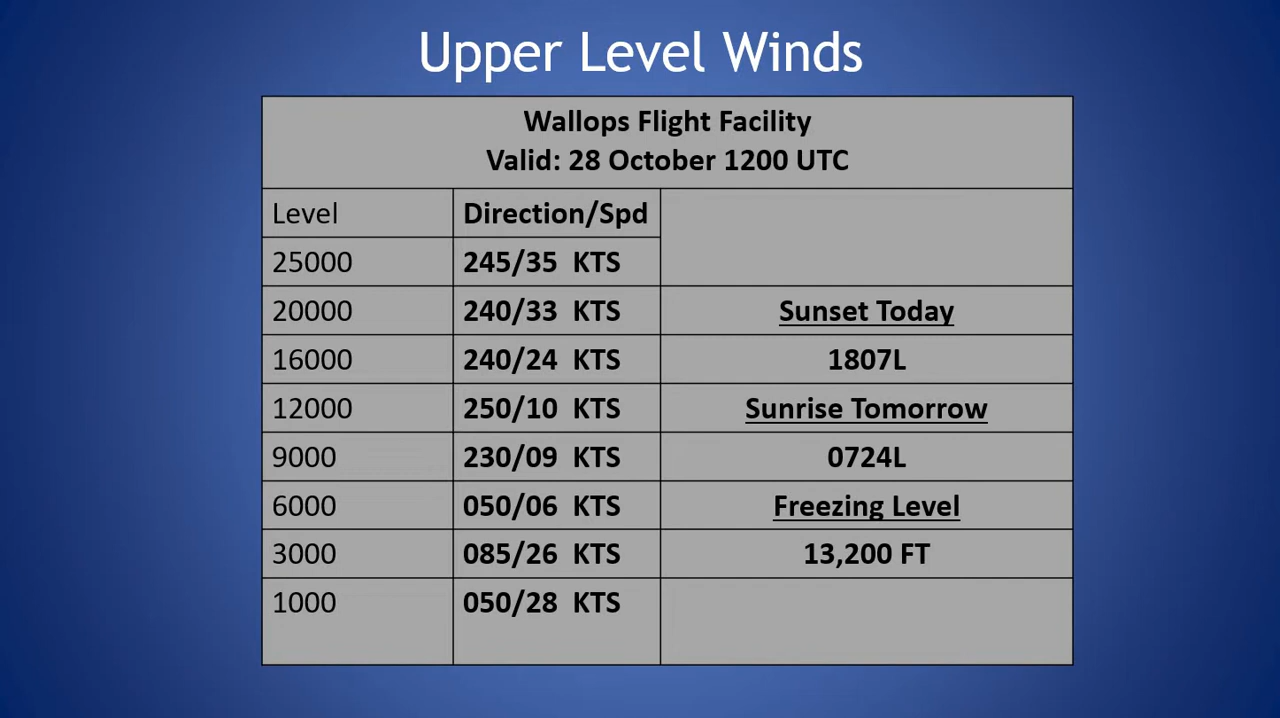 Upper Level Winds
Wallops Flight Facility
Valid: 28 October 1200 UTC
Level Direction/Spd
25000 245/35 KTS
20000 240/33 KTS Sunset Today
16000 240/24 KTS 1807L
12000 250/10 KTS Sunrise Tomorrow
9000 230/09 KTS 0724L
6000 050/06 KTS Freezing Level
3000 085/26 KTS 13,200 FT
1000 050/28 KTS